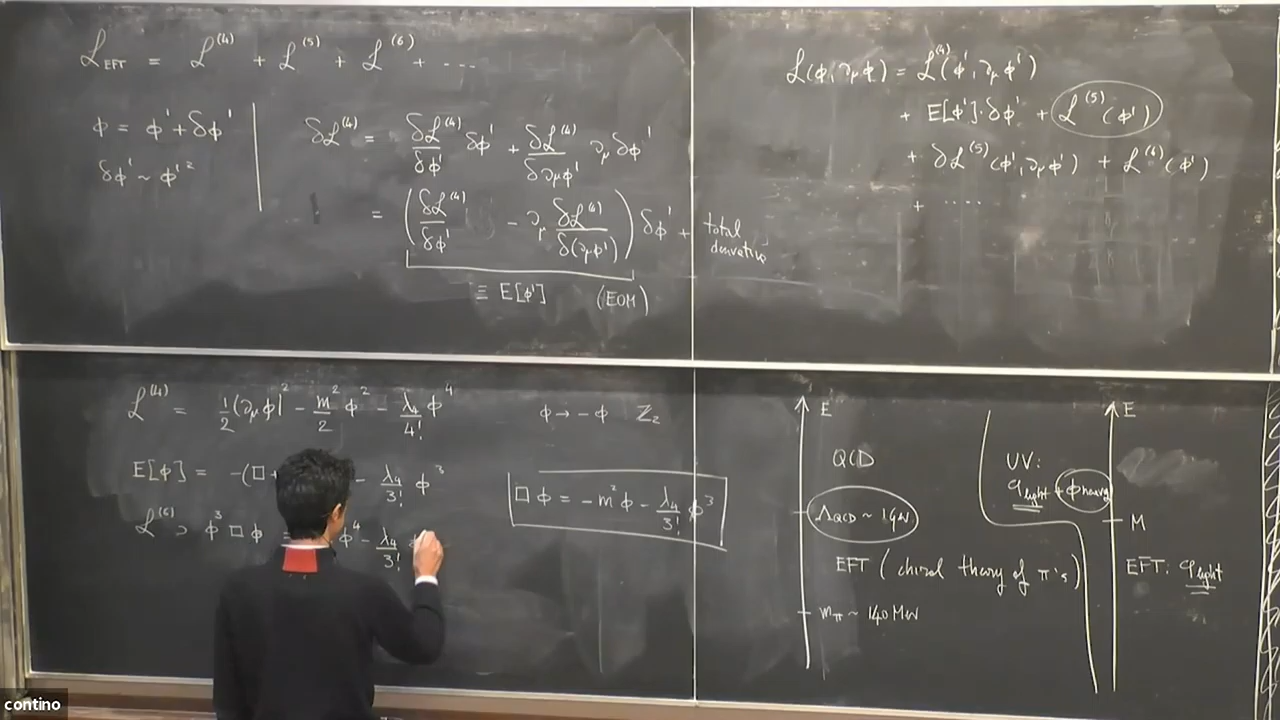 ℒ_EFT = ℒ^(4) + ℒ^(5) + ℒ^(6) + ...
ϕ = ϕ' + δϕ'
δϕ' ~ ϕ'^2
δℒ^(4) = δℒ^(4)/δϕ' δϕ' + δℒ^(4)/δ∂_μϕ' ∂_μ δϕ'
= ( δℒ^(4)/δϕ' - ∂_μ δℒ^(4)/δ(∂_μϕ') ) δϕ' + total derivative
≡ E[ϕ'] (EOM)
ℒ(ϕ,∂_μϕ) = ℒ^(4)(ϕ',∂_μϕ')
+ E[ϕ']·δϕ' + ℒ^(5)(ϕ')
+ δℒ^(5)(ϕ',∂_μϕ') + ℒ^(6)(ϕ')
+ ....
ℒ^(4) = 1/2 (∂_μϕ)^2 - m^2/2 ϕ^2 - λ_4/4! ϕ^4
ϕ → -ϕ ℤ_2
E[ϕ] = -(□+ - λ_4/3! ϕ^3
□ϕ = -m^2ϕ - λ_4/3! ϕ^3
ℒ^(6) ⊃ ϕ^3 □ ϕ = ϕ^4 - λ_4/3!
E
QCD
Λ_QCD ~ 1 GeV
EFT (chiral theory of π's)
m_π ~ 140 MeV
E
UV:
q_light + ϕ_heavy
M
EFT: q_light
contino